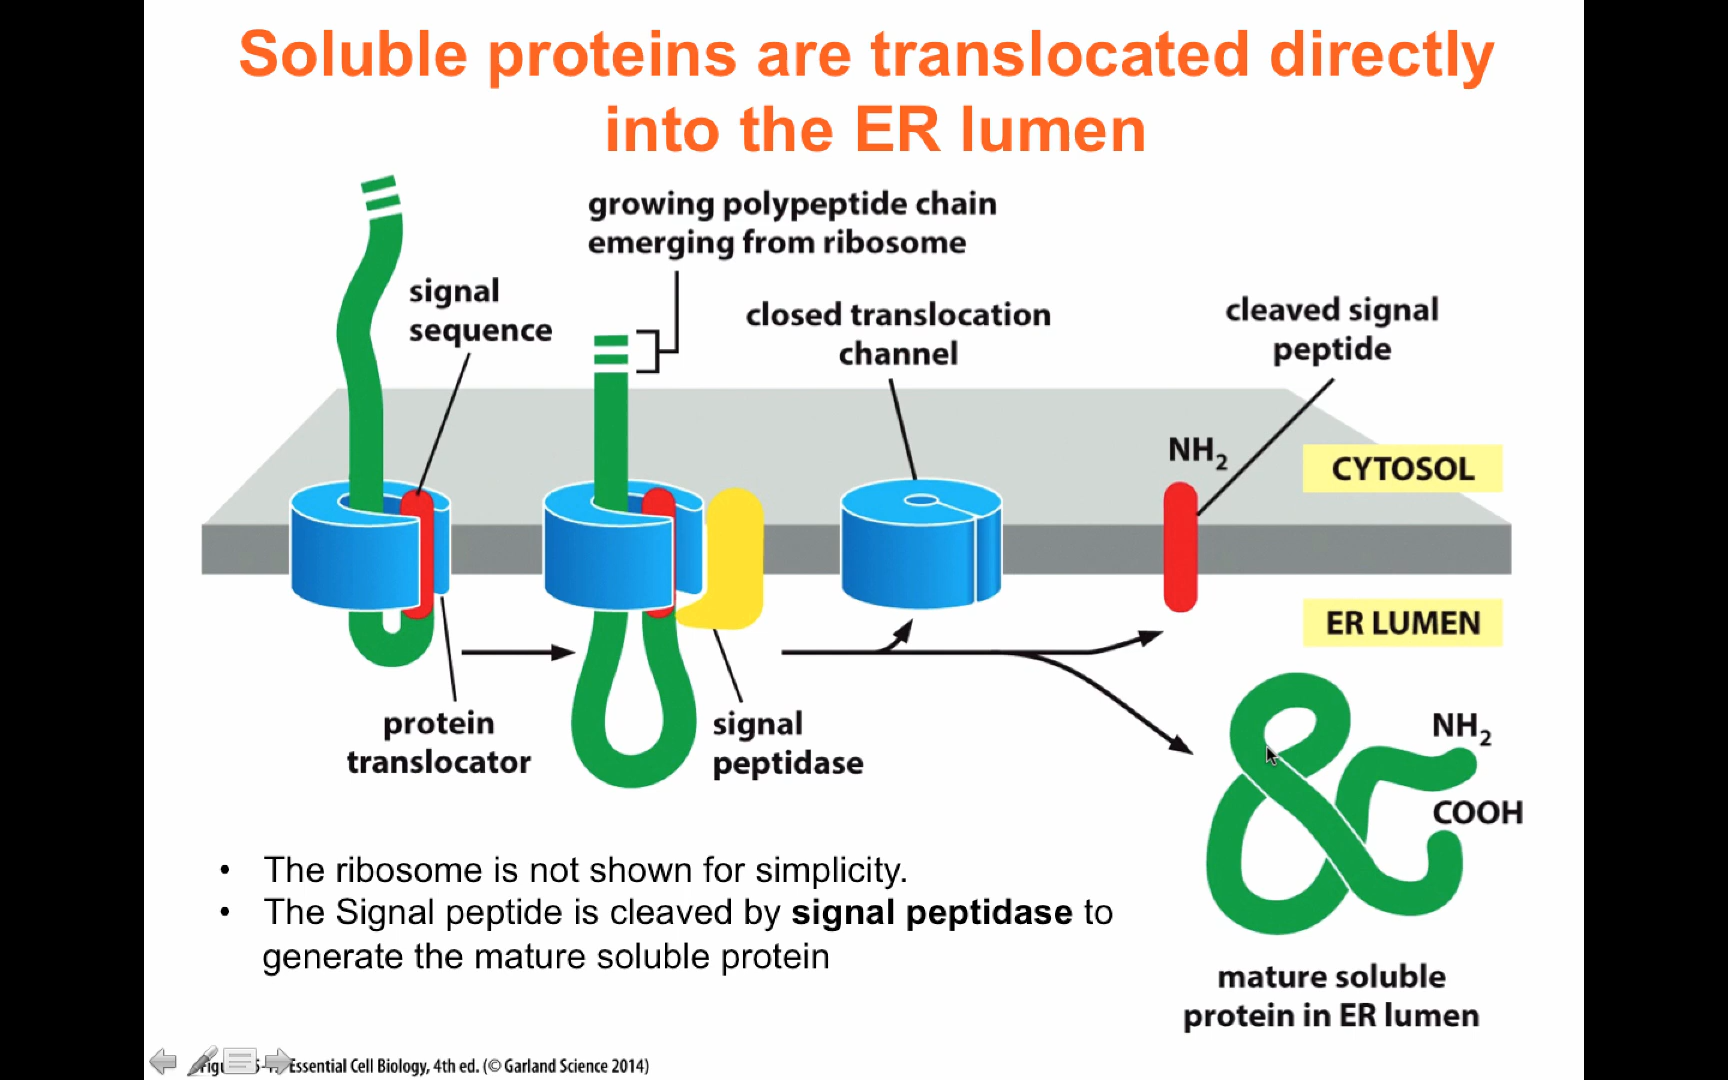 Soluble proteins are translocated directly
into the ER lumen
growing polypeptide chain
emerging from ribosome
signal
sequence
closed translocation
channel
cleaved signal
peptide
NH2
CYTOSOL
ER LUMEN
protein
translocator
signal
peptidase
NH2
COOH
• The ribosome is not shown for simplicity.
• The Signal peptide is cleaved by signal peptidase to
generate the mature soluble protein
mature soluble
protein in ER lumen
Essential Cell Biology, 4th ed. (© Garland Science 2014)